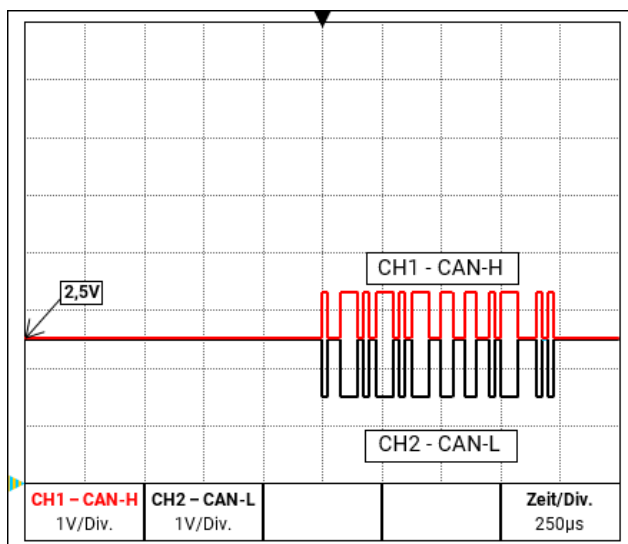 CH1 - CAN-H
2,5V
CH2 - CAN-L
CH1 – CAN-H
1V/Div.
CH2 – CAN-L
1V/Div.
Zeit/Div.
250µs